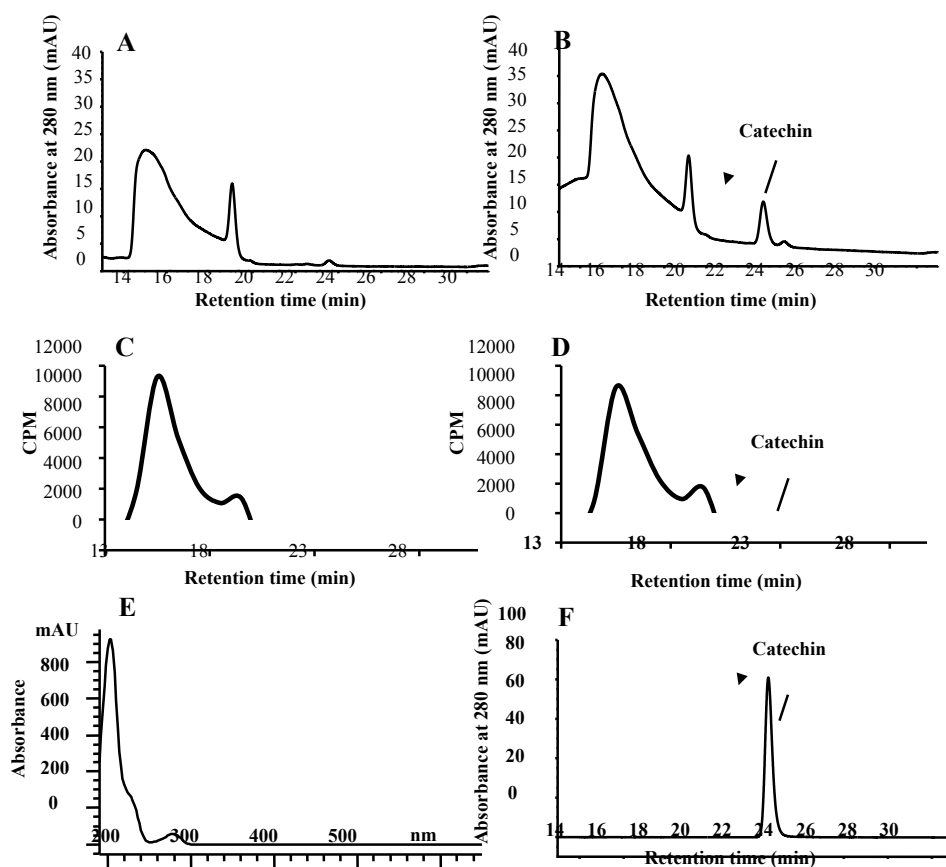 A
Absorbance at 280 nm (mAU)
40
35
30
25
20
15
10
5
0
14 16 18 20 22 24 26 28 30
Retention time (min)
B
Absorbance at 280 nm (mAU)
40
35
30
25
20
15
10
5
0
Catechin
14 16 20 22 24 26 28 30
Retention time (min)
C
CPM
12000
10000
8000
6000
4000
2000
0
13 18 23 28
Retention time (min)
D
CPM
12000
10000
8000
6000
4000
2000
0
Catechin
13 18 23 28
Retention time (min)
E
mAU
Absorbance
800
600
400
200
0
200 300 400 500 nm
F
Absorbance at 280 nm (mAU)
100
80
60
40
20
0
Catechin
14 16 18 20 22 24 26 28 30
Retention time (min)